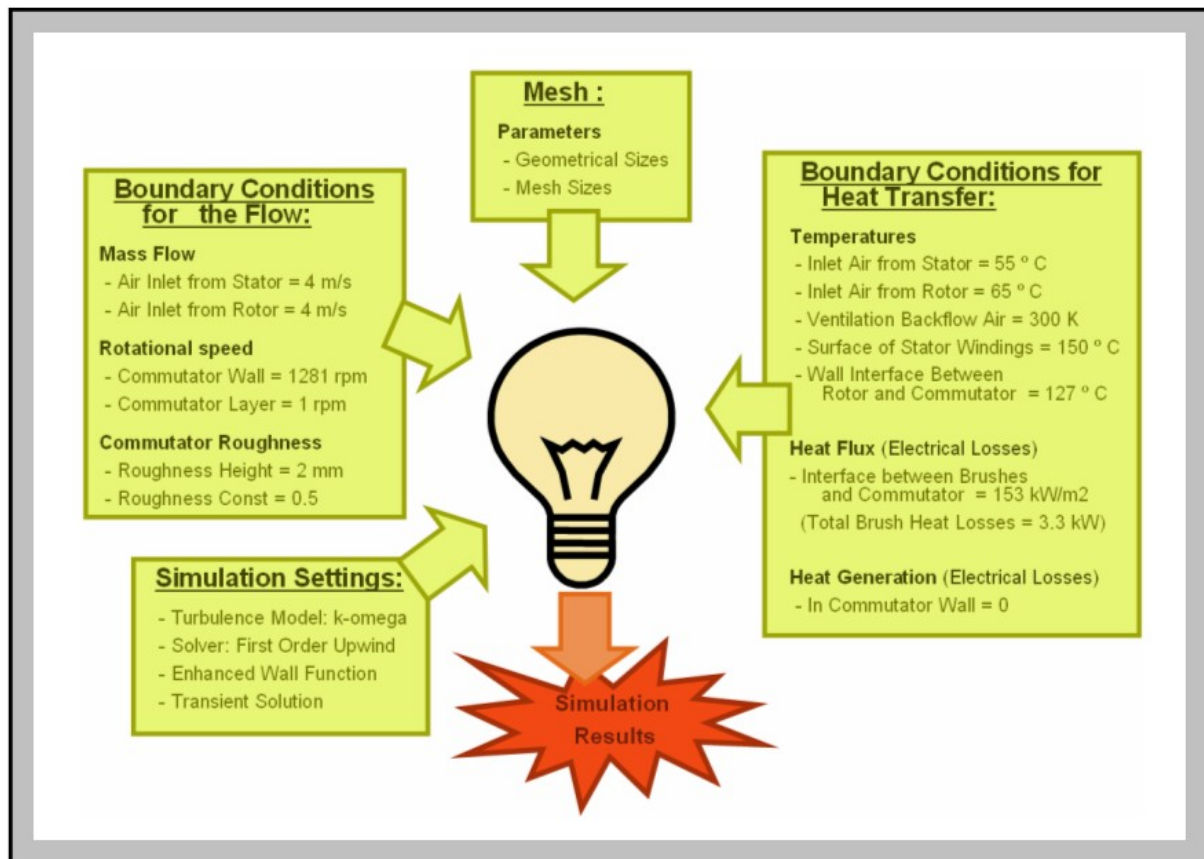 Mesh :
Parameters
- Geometrical Sizes
- Mesh Sizes
Boundary Conditions
for the Flow:
Mass Flow
- Air Inlet from Stator = 4 m/s
- Air Inlet from Rotor = 4 m/s
Rotational speed
- Commutator Wall = 1281 rpm
- Commutator Layer = 1 rpm
Commutator Roughness
- Roughness Height = 2 mm
- Roughness Const = 0.5
Boundary Conditions for
Heat Transfer:
Temperatures
- Inlet Air from Stator = 55 º C
- Inlet Air from Rotor = 65 º C
- Ventilation Backflow Air = 300 K
- Surface of Stator Windings = 150 º C
- Wall Interface Between
Rotor and Commutator = 127 º C
Heat Flux (Electrical Losses)
- Interface between Brushes
and Commutator = 153 kW/m2
(Total Brush Heat Losses = 3.3 kW)
Heat Generation (Electrical Losses)
- In Commutator Wall = 0
Simulation Settings:
- Turbulence Model: k-omega
- Solver: First Order Upwind
- Enhanced Wall Function
- Transient Solution
Simulation
Results